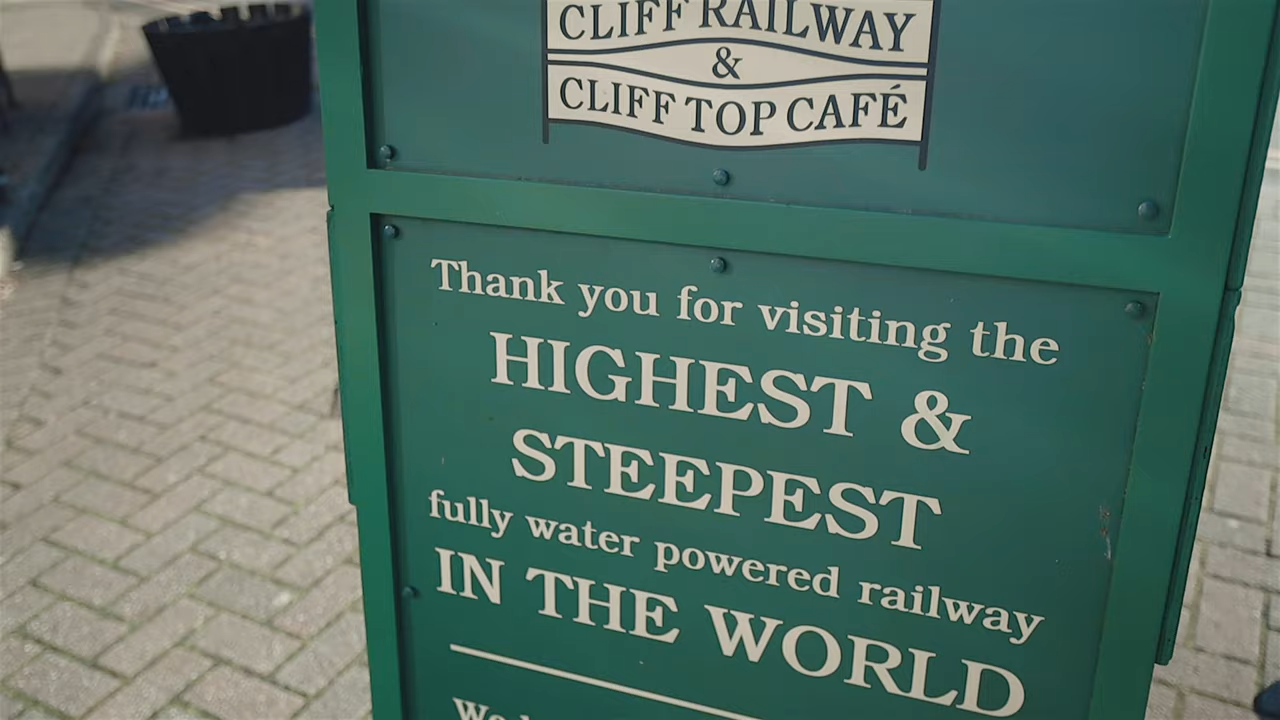 CLIFF RAILWAY
&
CLIFF TOP CAFÉ
Thank you for visiting the
HIGHEST &
STEEPEST
fully water powered railway
IN THE WORLD